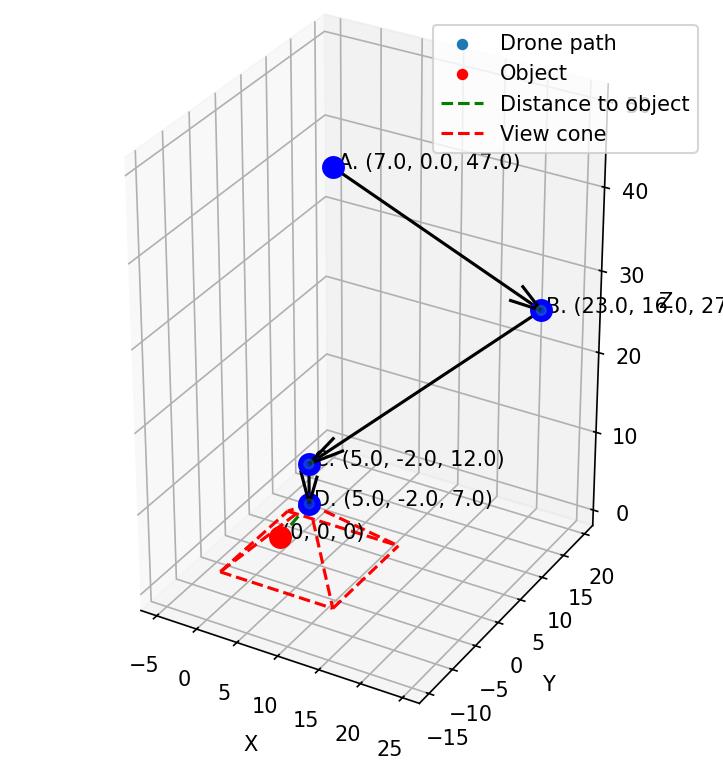 Drone path
Object
Distance to object
View cone
A. (7.0, 0.0, 47.0)
40
30
B. (23.0, 16.0, 27
Z
20
10
C. (5.0, -2.0, 12.0)
D. (5.0, -2.0, 7.0)
0
(0, 0, 0)
20
15
10
5
0
−5
−10
−15
Y
−5
0
5
10
15
20
25
X